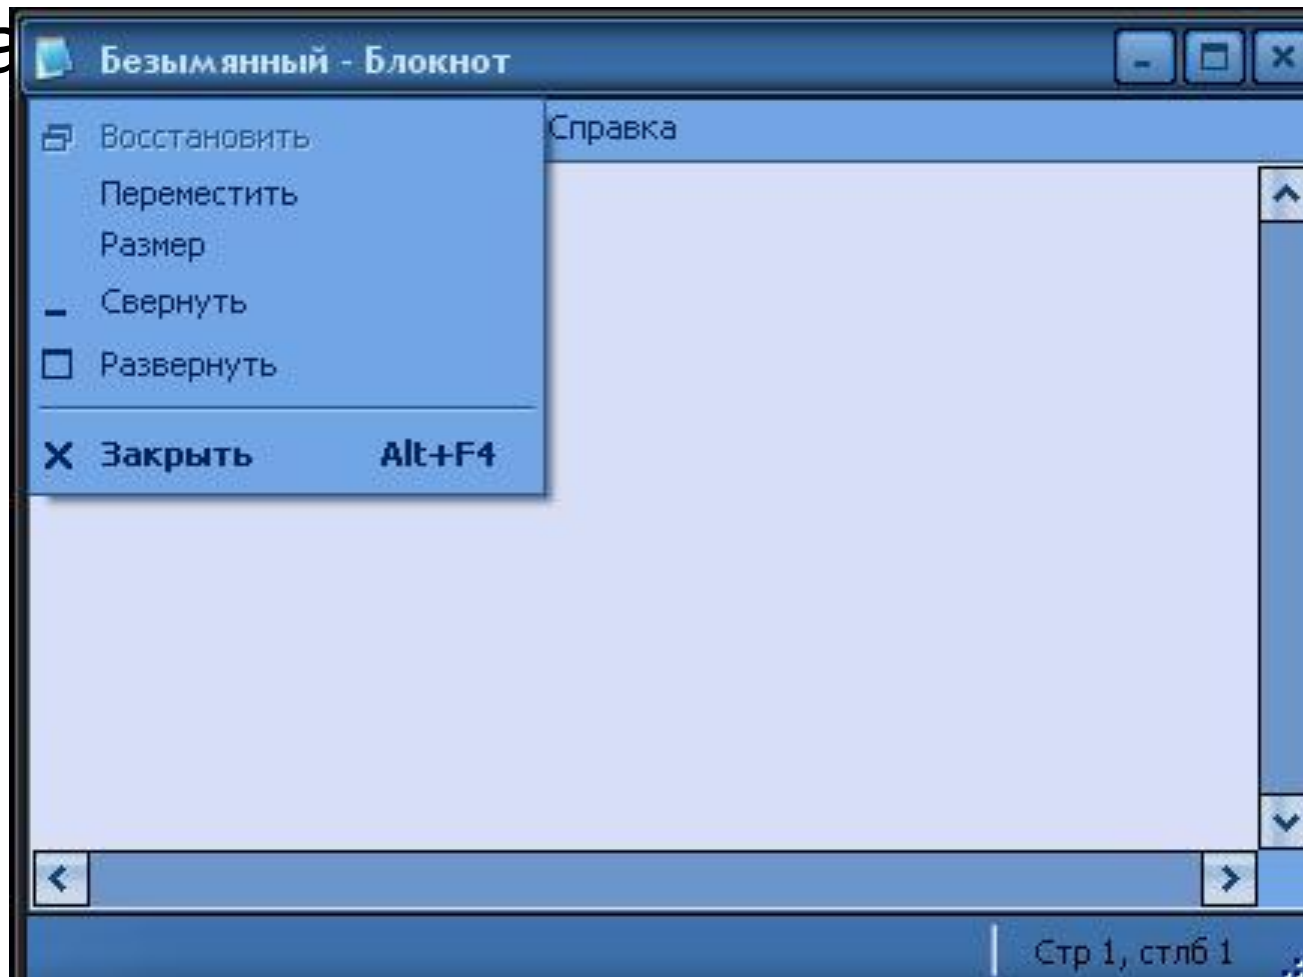 Безымянный - Блокнот
Справка
Восстановить
Переместить
Размер
Свернуть
Развернуть
Закрыть Alt+F4
Стр 1, стлб 1